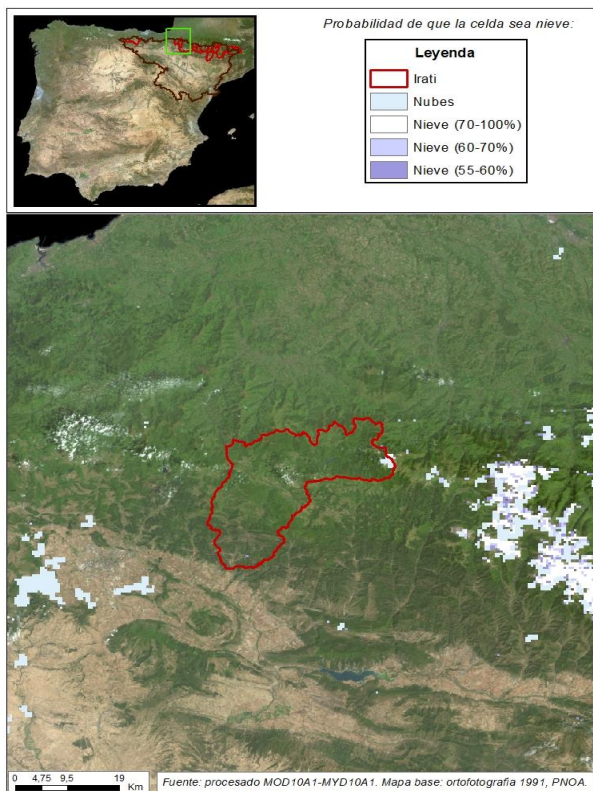 Probabilidad de que la celda sea nieve:
Leyenda
Irati
Nubes
Nieve (70-100%)
Nieve (60-70%)
Nieve (55-60%)
0 4,75 9,5 19
Km
Fuente: procesado MOD10A1-MYD10A1. Mapa base: ortofotografía 1991, PNOA.